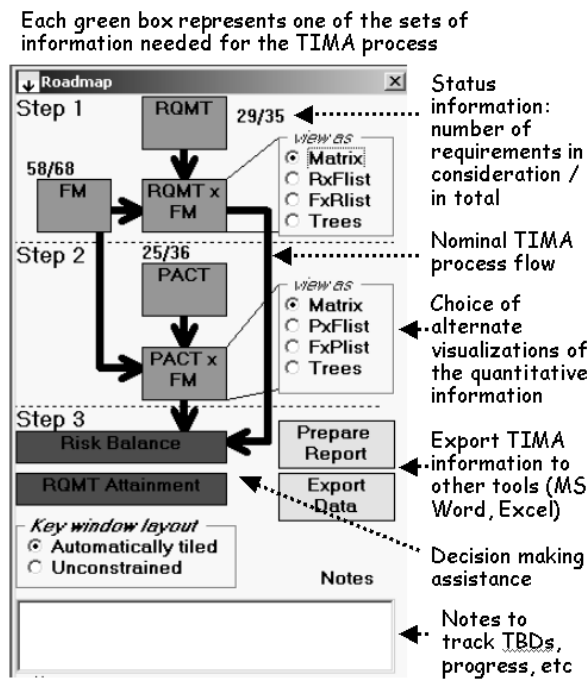 Each green box represents one of the sets of
information needed for the TIMA process
Roadmap
Step 1
RQMT
29/35
view as
Matrix
RxFlist
FxRlist
Trees
58/68
FM
RQMT x
FM
Step 2
25/36
PACT
view as
Matrix
PxFlist
FxPlist
Trees
PACT x
FM
Step 3
Risk Balance
RQMT Attainment
Prepare
Report
Export
Data
Key window layout
Automatically tiled
Unconstrained
Notes
Status
information:
number of
requirements in
consideration /
in total
Nominal TIMA
process flow
Choice of
alternate
visualizations of
the quantitative
information
Export TIMA
information to
other tools (MS
Word, Excel)
Decision making
assistance
Notes to
track TBDs,
progress, etc